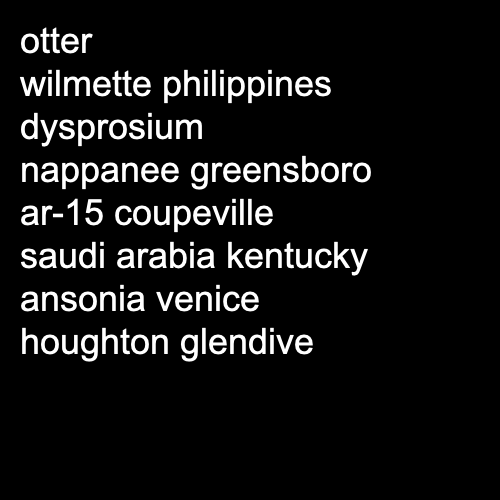 otter
wilmette philippines
dysprosium
nappanee greensboro
ar-15 coupeville
saudi arabia kentucky
ansonia venice
houghton glendive